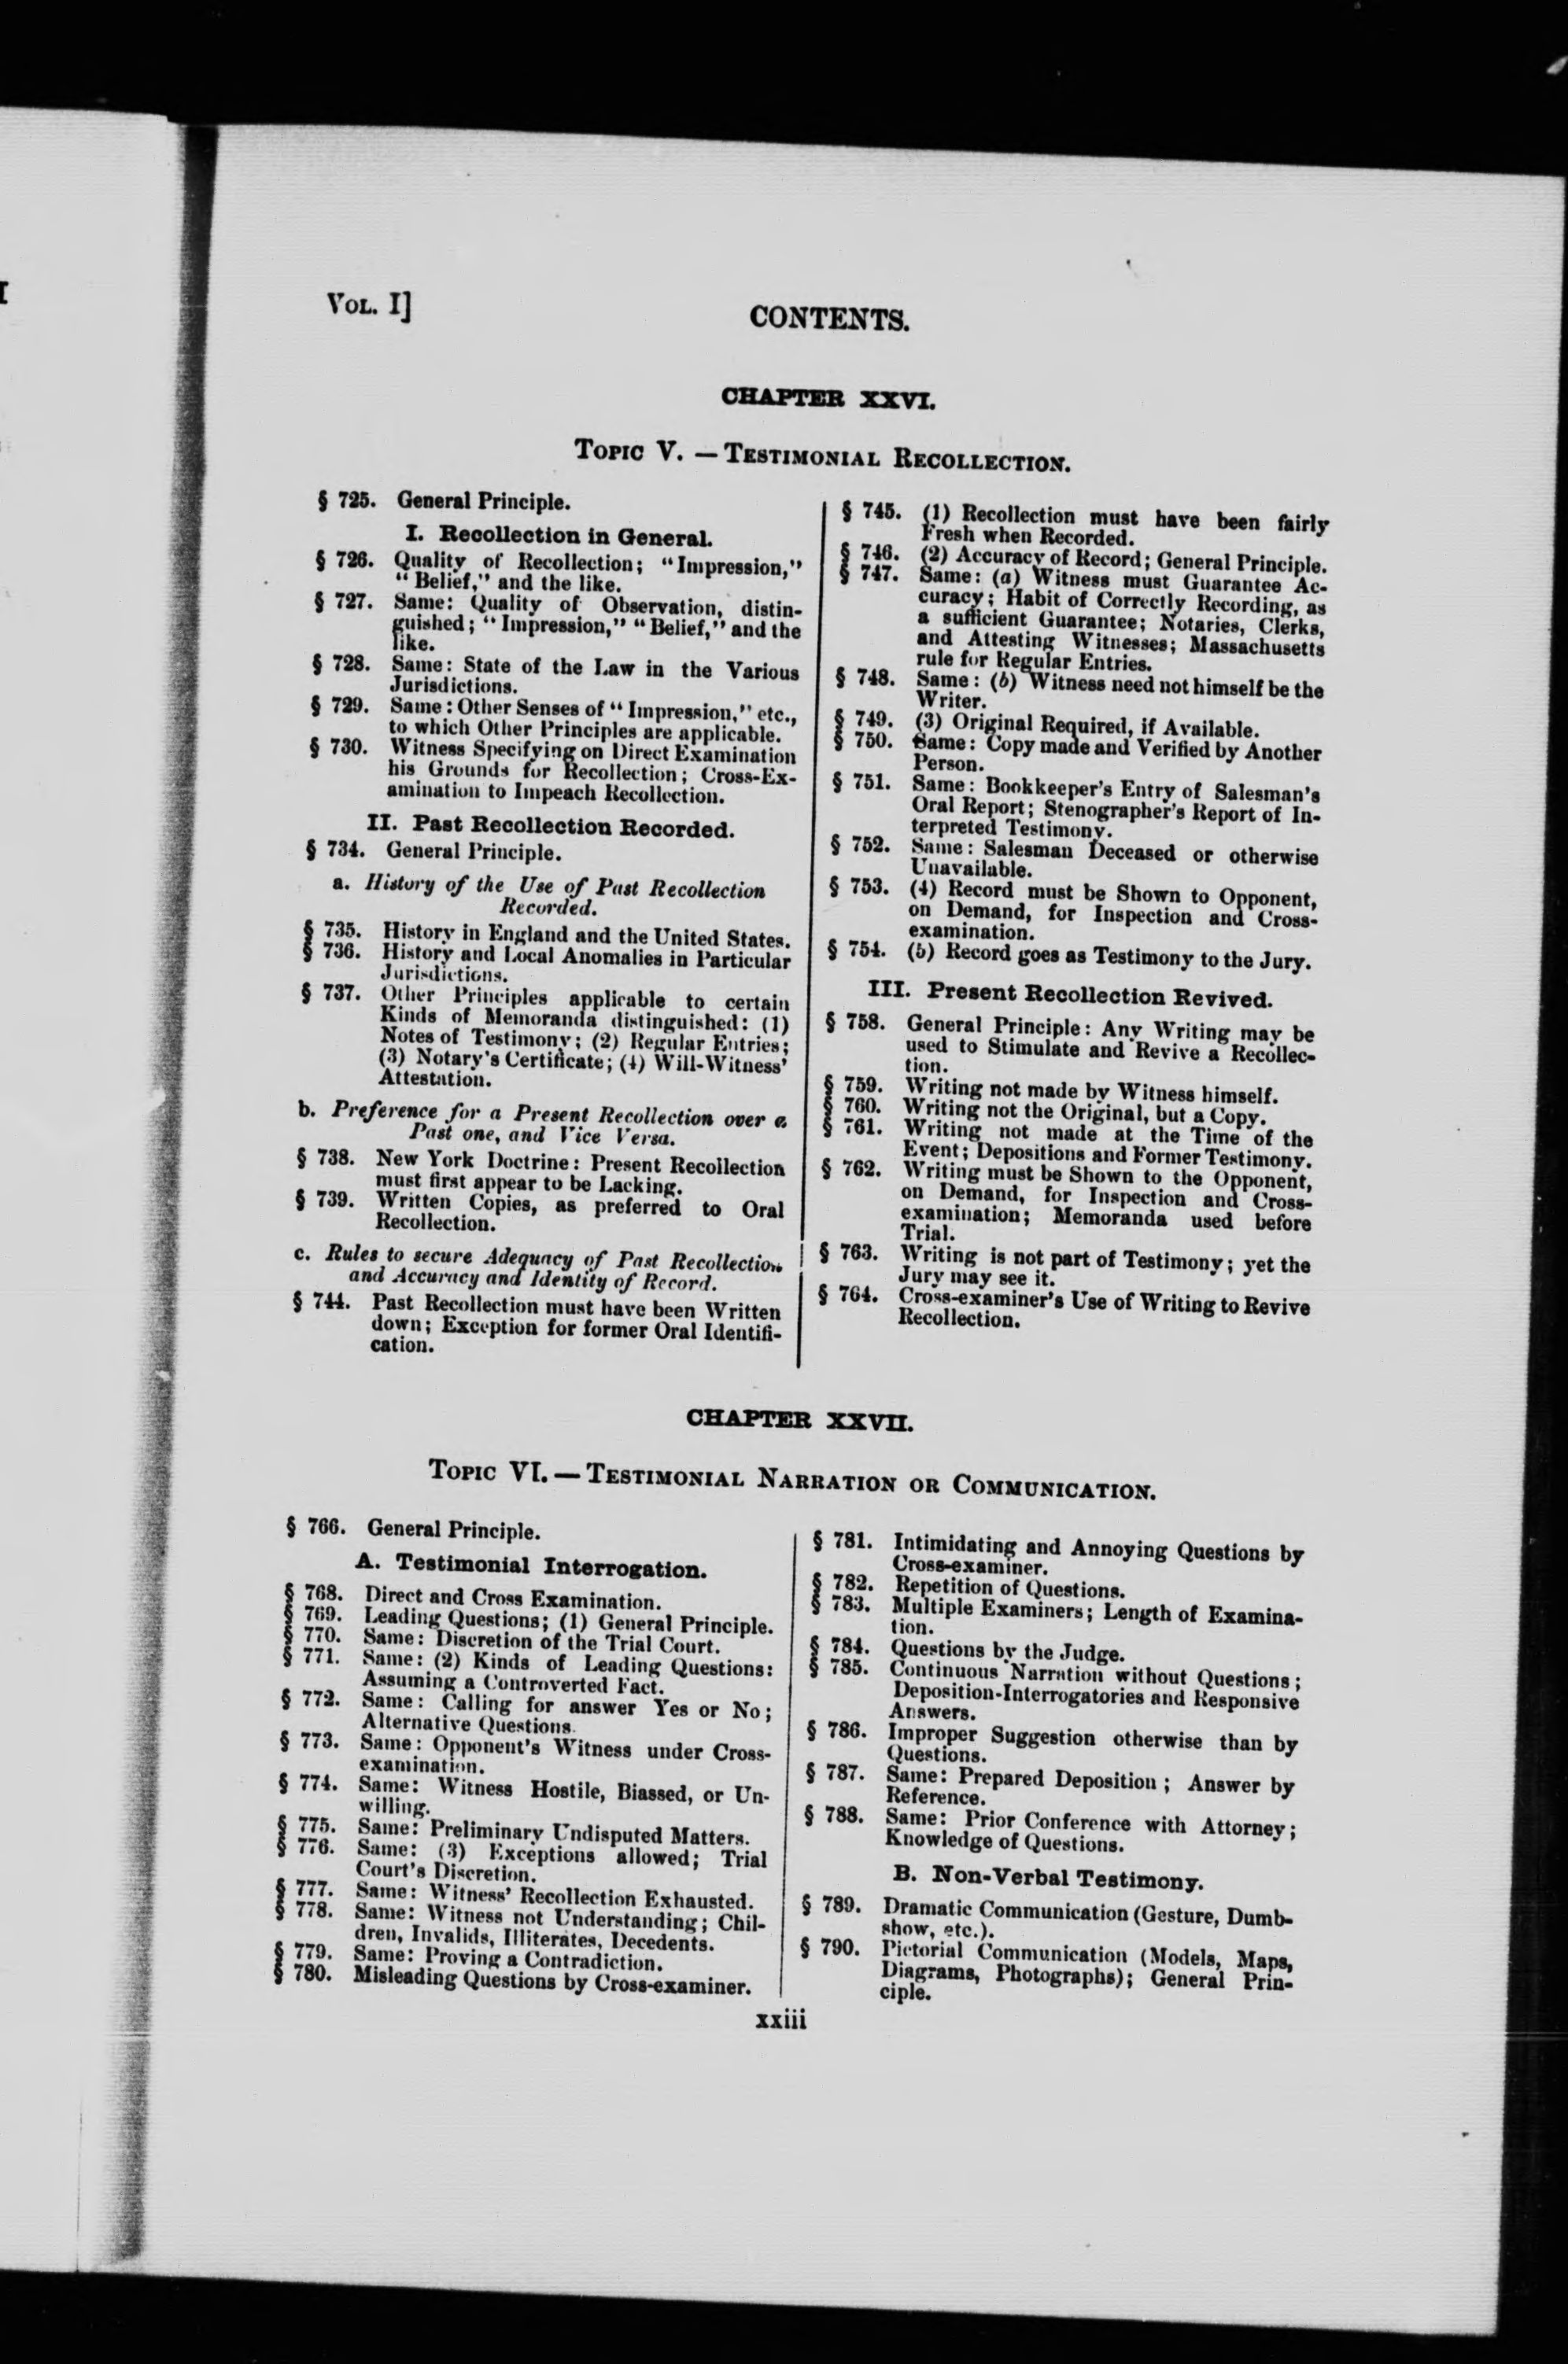 I
VOL. I]
CONTENTS.
CHAPTER XXVI.
TOPIC V. — TESTIMONIAL RECOLLECTION.
§ 725. General Principle.
I. Recollection in General.
§ 726. Quality of Recollection; "Impression,"
"Belief," and the like.
§ 727. Same: Quality of Observation, distin-
guished; "Impression," "Belief," and the
like.
§ 728. Same: State of the Law in the Various
Jurisdictions.
§ 729. Same: Other Senses of "Impression," etc.,
to which Other Principles are applicable.
§ 730. Witness Specifying on Direct Examination
his Grounds for Recollection; Cross-Ex-
amination to Impeach Recollection.
II. Past Recollection Recorded.
§ 734. General Principle.
a. History of the Use of Past Recollection
Recorded.
§ 735. History in England and the United States.
§ 736. History and Local Anomalies in Particular
Jurisdictions.
§ 737. Other Principles applicable to certain
Kinds of Memoranda distinguished: (1)
Notes of Testimony; (2) Regular Entries;
(3) Notary's Certificate; (4) Will-Witness'
Attestation.
b. Preference for a Present Recollection over a
Past one, and Vice Versa.
§ 738. New York Doctrine: Present Recollection
must first appear to be Lacking.
§ 739. Written Copies, as preferred to Oral
Recollection.
c. Rules to secure Adequacy of Past Recollection
and Accuracy and Identity of Record.
§ 744. Past Recollection must have been Written
down; Exception for former Oral Identifi-
cation.
§ 745. (1) Recollection must have been fairly
Fresh when Recorded.
§ 746. (2) Accuracy of Record; General Principle.
§ 747. Same: (a) Witness must Guarantee Ac-
curacy; Habit of Correctly Recording, as
a sufficient Guarantee; Notaries, Clerks,
and Attesting Witnesses; Massachusetts
rule for Regular Entries.
§ 748. Same: (b) Witness need not himself be the
Writer.
§ 749. (3) Original Required, if Available.
§ 750. Same: Copy made and Verified by Another
Person.
§ 751. Same: Bookkeeper's Entry of Salesman's
Oral Report; Stenographer's Report of In-
terpreted Testimony.
§ 752. Same: Salesman Deceased or otherwise
Unavailable.
§ 753. (4) Record must be Shown to Opponent,
on Demand, for Inspection and Cross-
examination.
§ 754. (5) Record goes as Testimony to the Jury.
III. Present Recollection Revived.
§ 758. General Principle: Any Writing may be
used to Stimulate and Revive a Recollec-
tion.
§ 759. Writing not made by Witness himself.
§ 760. Writing not the Original, but a Copy.
§ 761. Writing not made at the Time of the
Event; Depositions and Former Testimony.
§ 762. Writing must be Shown to the Opponent,
on Demand, for Inspection and Cross-
examination; Memoranda used before
Trial.
§ 763. Writing is not part of Testimony; yet the
Jury may see it.
§ 764. Cross-examiner's Use of Writing to Revive
Recollection.
CHAPTER XXVII.
TOPIC VI. — TESTIMONIAL NARRATION OR COMMUNICATION.
§ 766. General Principle.
A. Testimonial Interrogation.
§ 768. Direct and Cross Examination.
§ 769. Leading Questions; (1) General Principle.
§ 770. Same: Discretion of the Trial Court.
§ 771. Same: (2) Kinds of Leading Questions:
Assuming a Controverted Fact.
§ 772. Same: Calling for answer Yes or No;
Alternative Questions.
§ 773. Same: Opponent's Witness under Cross-
examination.
§ 774. Same: Witness Hostile, Biassed, or Un-
willing.
§ 775. Same: Preliminary Undisputed Matters.
§ 776. Same: (3) Exceptions allowed; Trial
Court's Discretion.
§ 777. Same: Witness' Recollection Exhausted.
§ 778. Same: Witness not Understanding; Chil-
dren, Invalids, Illiterates, Decedents.
§ 779. Same: Proving a Contradiction.
§ 780. Misleading Questions by Cross-examiner.
§ 781. Intimidating and Annoying Questions by
Cross-examiner.
§ 782. Repetition of Questions.
§ 783. Multiple Examiners; Length of Examina-
tion.
§ 784. Questions by the Judge.
§ 785. Continuous Narration without Questions;
Deposition-Interrogatories and Responsive
Answers.
§ 786. Improper Suggestion otherwise than by
Questions.
§ 787. Same: Prepared Deposition; Answer by
Reference.
§ 788. Same: Prior Conference with Attorney;
Knowledge of Questions.
B. Non-Verbal Testimony.
§ 789. Dramatic Communication (Gesture, Dumb-
show, etc.).
§ 790. Pictorial Communication (Models, Maps,
Diagrams, Photographs); General Prin-
ciple.
xxiii